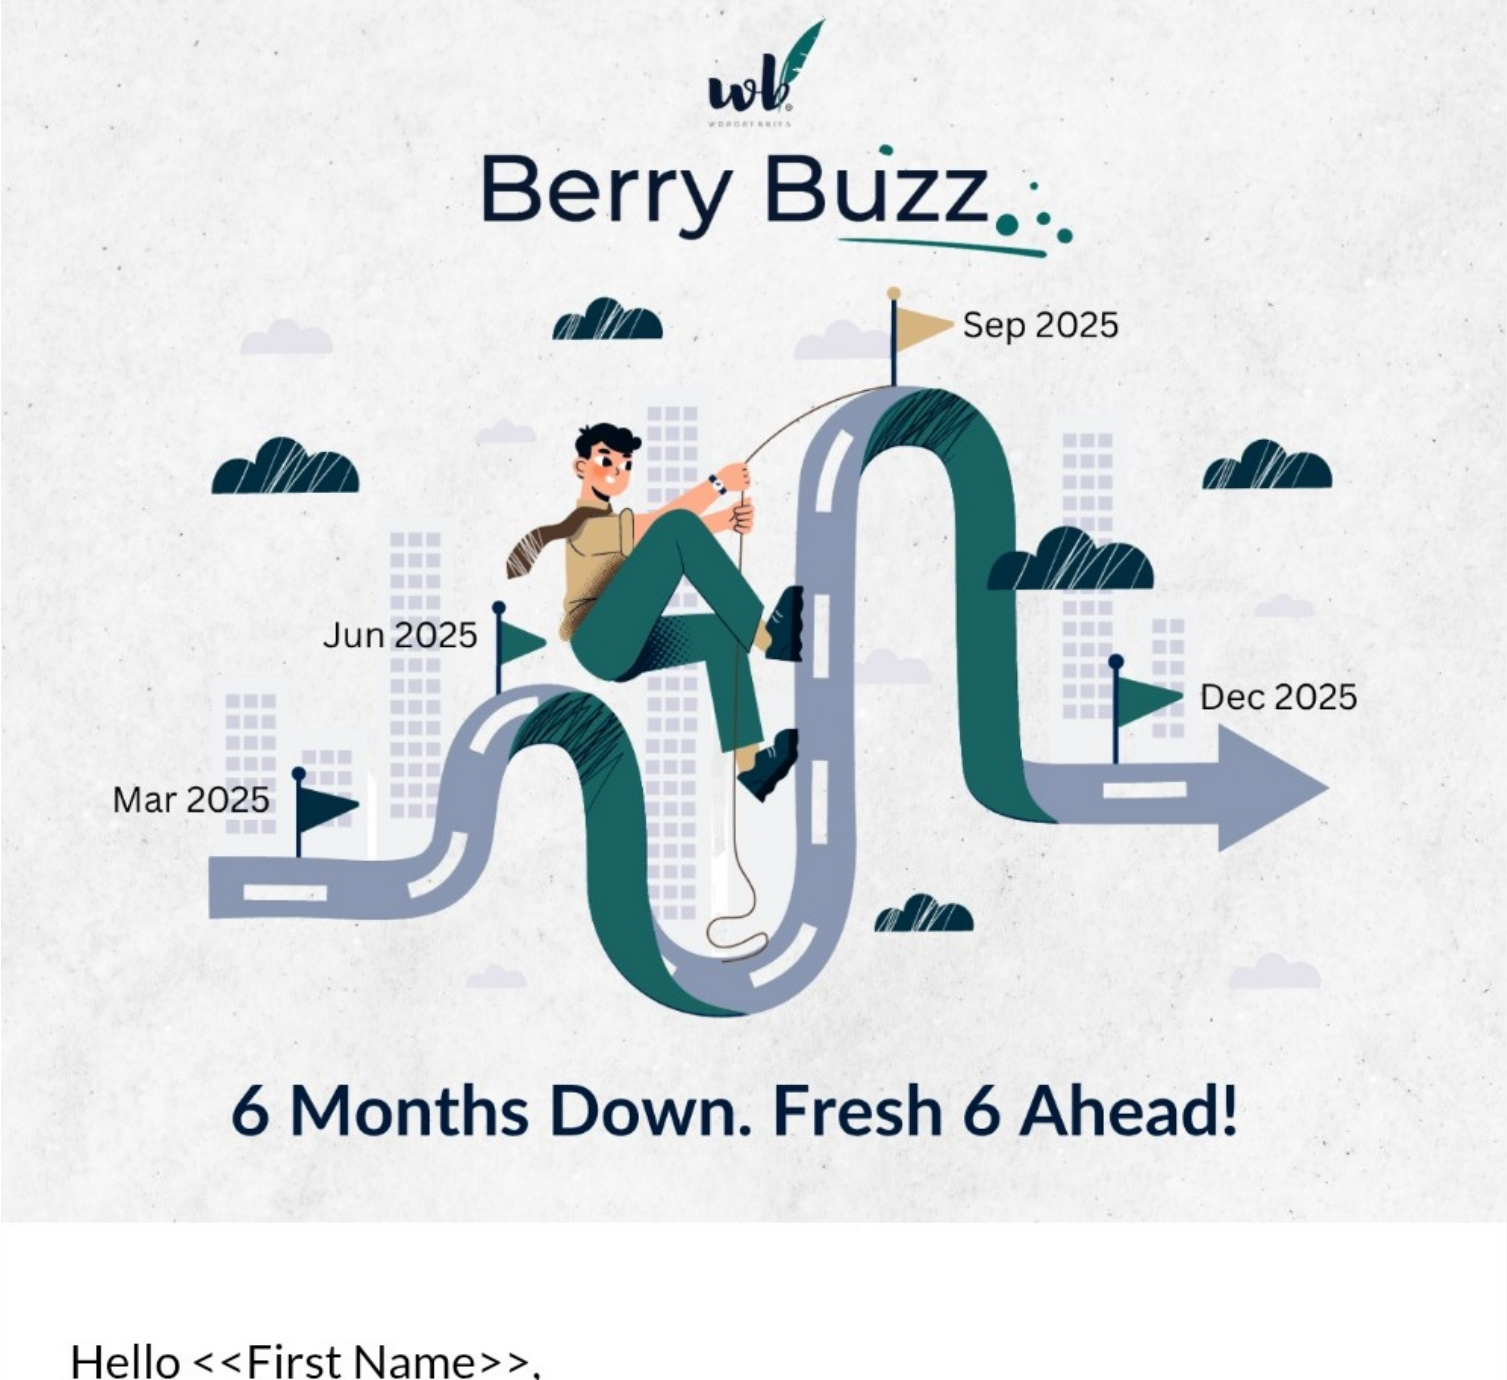 wb
WORDBERRIES
Berry Buzz
Sep 2025
Jun 2025
Dec 2025
Mar 2025
6 Months Down. Fresh 6 Ahead!
Hello <<First Name>>,